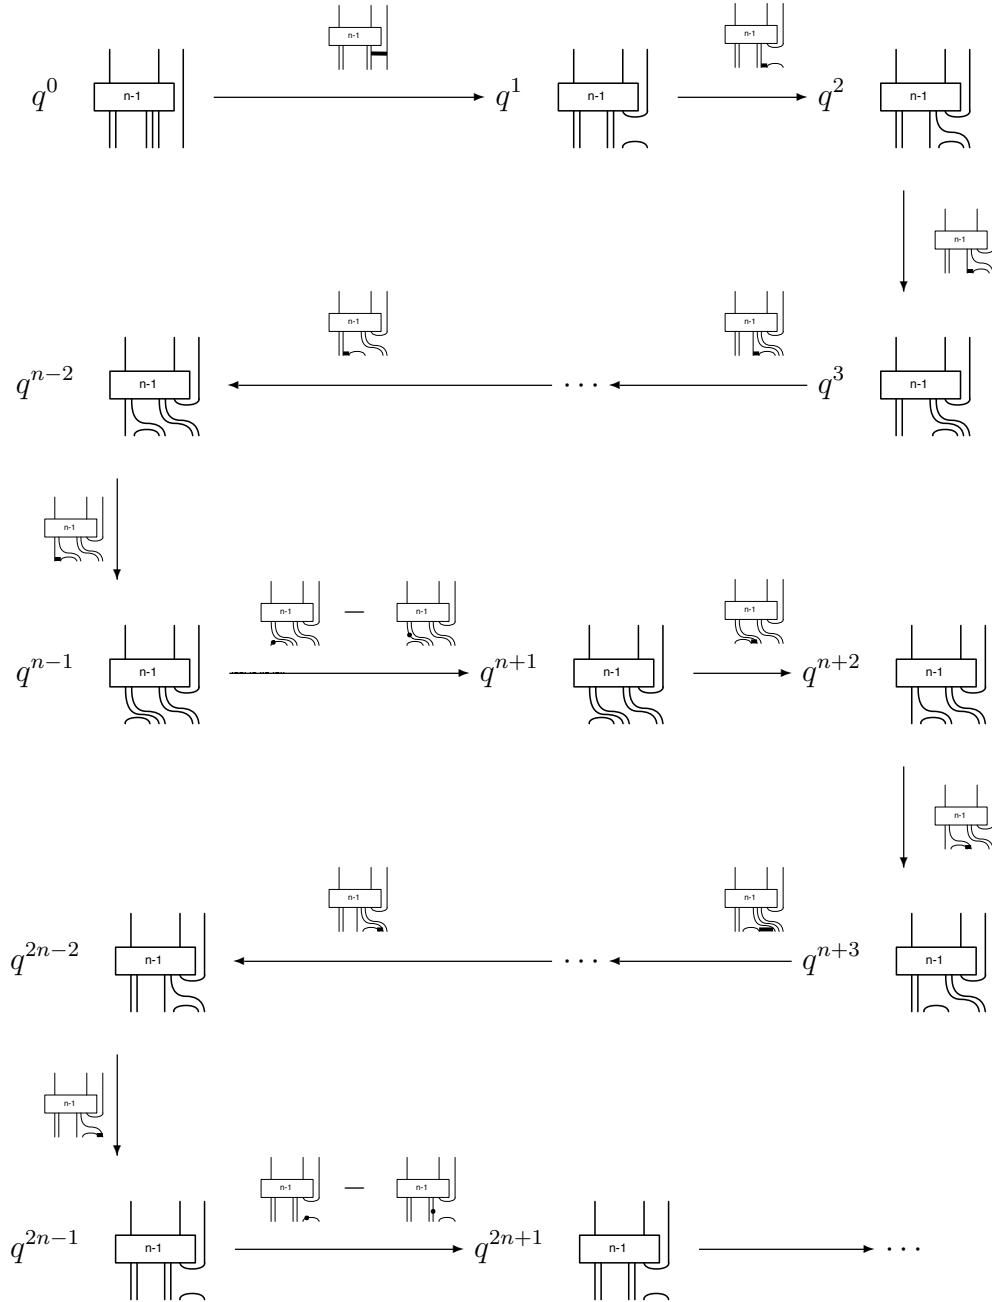 n-1 n-1
q^0 n-1 q^1 n-1 q^2 n-1
n-1
n-1 n-1
q^{n-2} n-1 ··· q^3 n-1
n-1
n-1 — n-1 n-1
q^{n-1} n-1 q^{n+1} n-1 q^{n+2} n-1
n-1
n-1 n-1
q^{2n-2} n-1 ··· q^{n+3} n-1
n-1
n-1 — n-1
q^{2n-1} n-1 q^{2n+1} n-1 ···